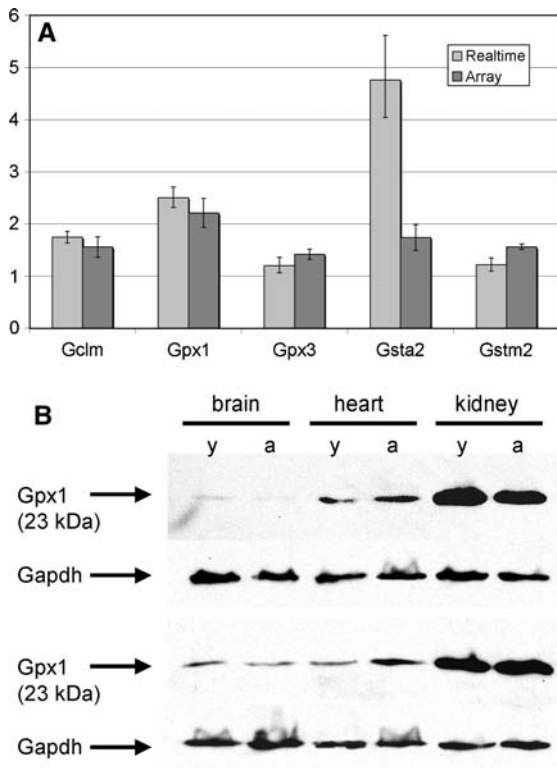 A
6
5
4
3
2
1
0
Realtime
Array
Gclm Gpx1 Gpx3 Gsta2 Gstm2
B
brain heart kidney
y a y a y a
Gpx1
(23 kDa)
Gapdh
Gpx1
(23 kDa)
Gapdh